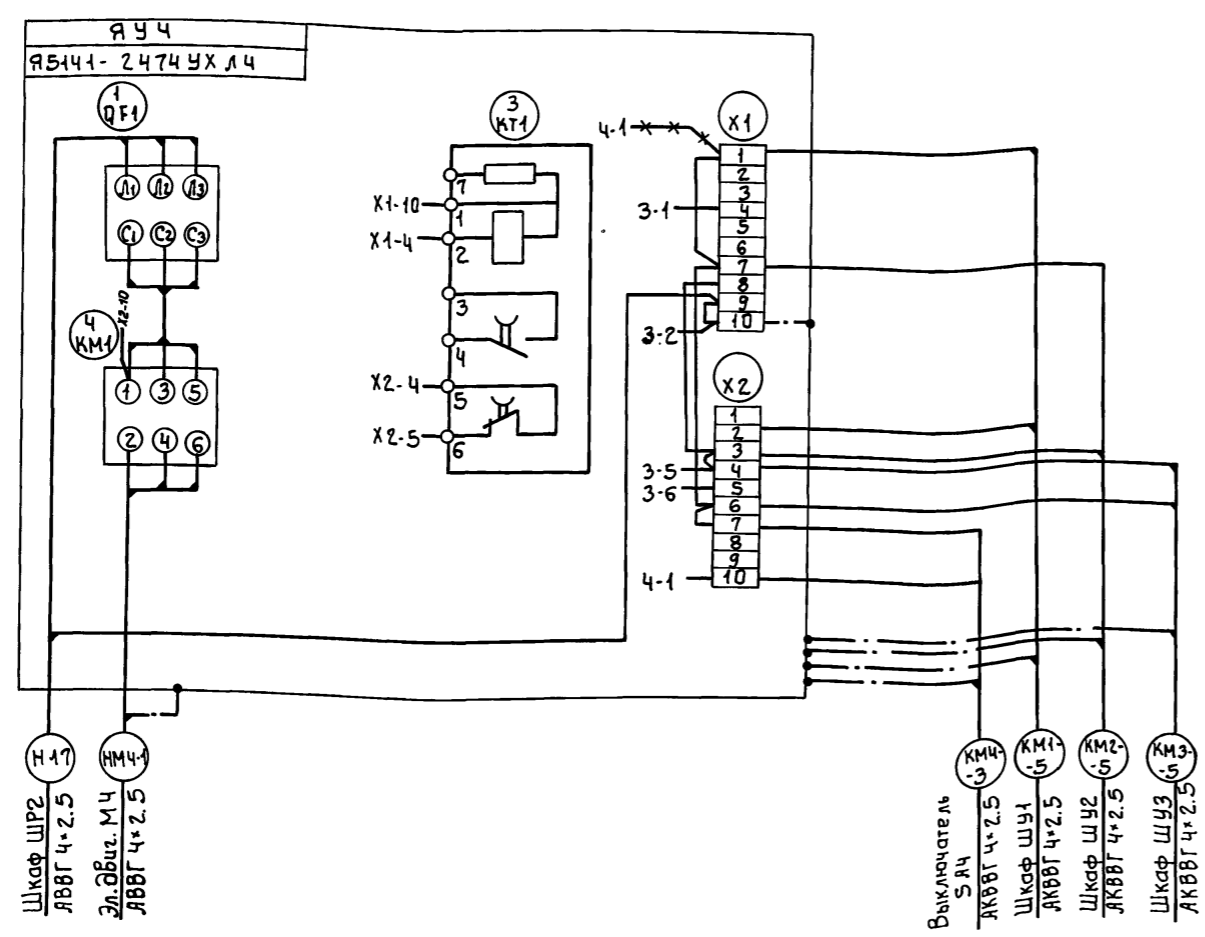 ЯУ4
Я5141-2474УХЛ4
1
QF1
Л1 Л2 Л3
С1 С2 С3
Х2-10
4
КМ1
1 3 5
2 4 6
3
КТ1
7
Х1-10
1
Х1-4
2
3
4
Х2-4
5
Х2-5
6
Х1
4-1
1
2
3
3-1
4
5
6
7
8
9
10
3-2
Х2
1
2
3
3-5
4
3-6
5
6
7
8
9
4-1
10
Н17
НМ4-1
КМ4-
-3
КМ1-
-5
КМ2-
-5
КМ3-
-5
Шкаф ШР2
АВВГ 4×2.5
Эл.двиг. М4
АВВГ 4×2.5
Выключатель
SA4
АКВВГ 4×2.5
Шкаф ШУ1
АКВВГ 4×2.5
Шкаф ШУ2
АКВВГ 4×2.5
Шкаф ШУ3
АКВВГ 4×2.5